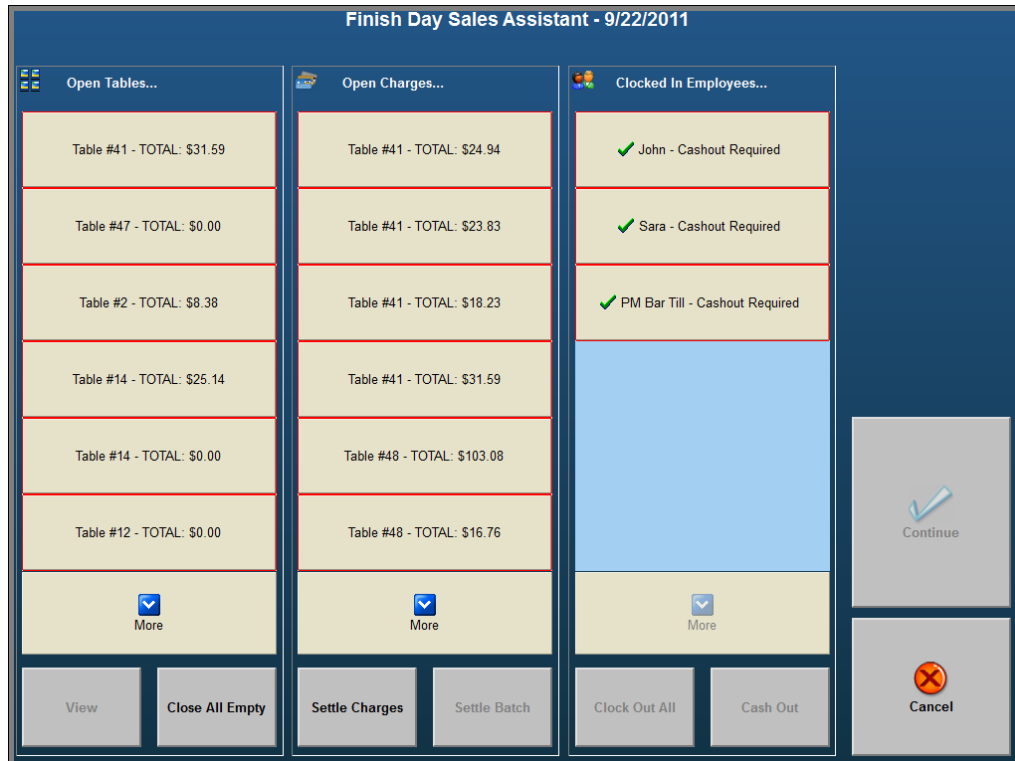 Finish Day Sales Assistant - 9/22/2011
Open Tables...
Table #41 - TOTAL: $31.59
Table #47 - TOTAL: $0.00
Table #2 - TOTAL: $8.38
Table #14 - TOTAL: $25.14
Table #14 - TOTAL: $0.00
Table #12 - TOTAL: $0.00
More
View
Close All Empty
Open Charges...
Table #41 - TOTAL: $24.94
Table #41 - TOTAL: $23.83
Table #41 - TOTAL: $18.23
Table #41 - TOTAL: $31.59
Table #48 - TOTAL: $103.08
Table #48 - TOTAL: $16.76
More
Settle Charges
Settle Batch
Clocked In Employees...
John - Cashout Required
Sara - Cashout Required
PM Bar Till - Cashout Required
More
Clock Out All
Cash Out
Continue
Cancel